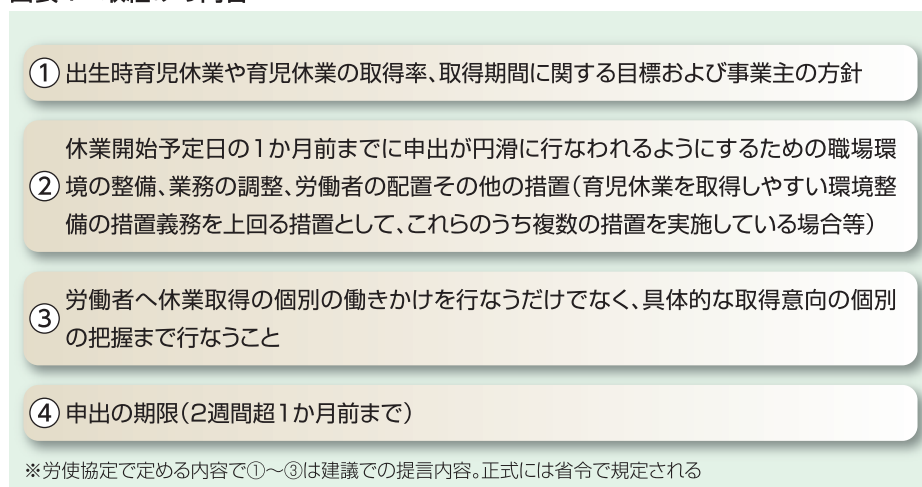 ① 出生時育児休業や育児休業の取得率、取得期間に関する目標および事業主の方針
休業開始予定日の1か月前までに申出が円滑に行なわれるようにするための職場環
② 境の整備、業務の調整、労働者の配置その他の措置(育児休業を取得しやすい環境整
備の措置義務を上回る措置として、これらのうち複数の措置を実施している場合等)
③ 労働者へ休業取得の個別の働きかけを行なうだけでなく、具体的な取得意向の個別
の把握まで行なうこと
④ 申出の期限(2週間超1か月前まで)
※労使協定で定める内容で①～③は建議での提言内容。正式には省令で規定される